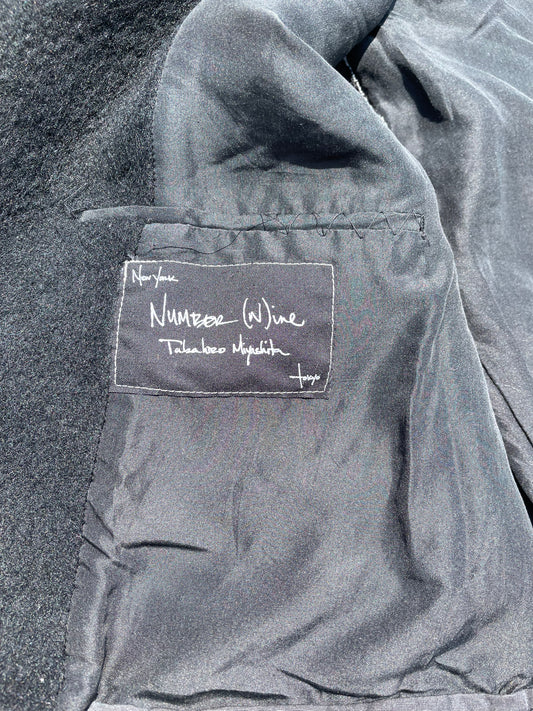 New York
NUMBER (N)ine
Takahiro Miyashita
tokyo